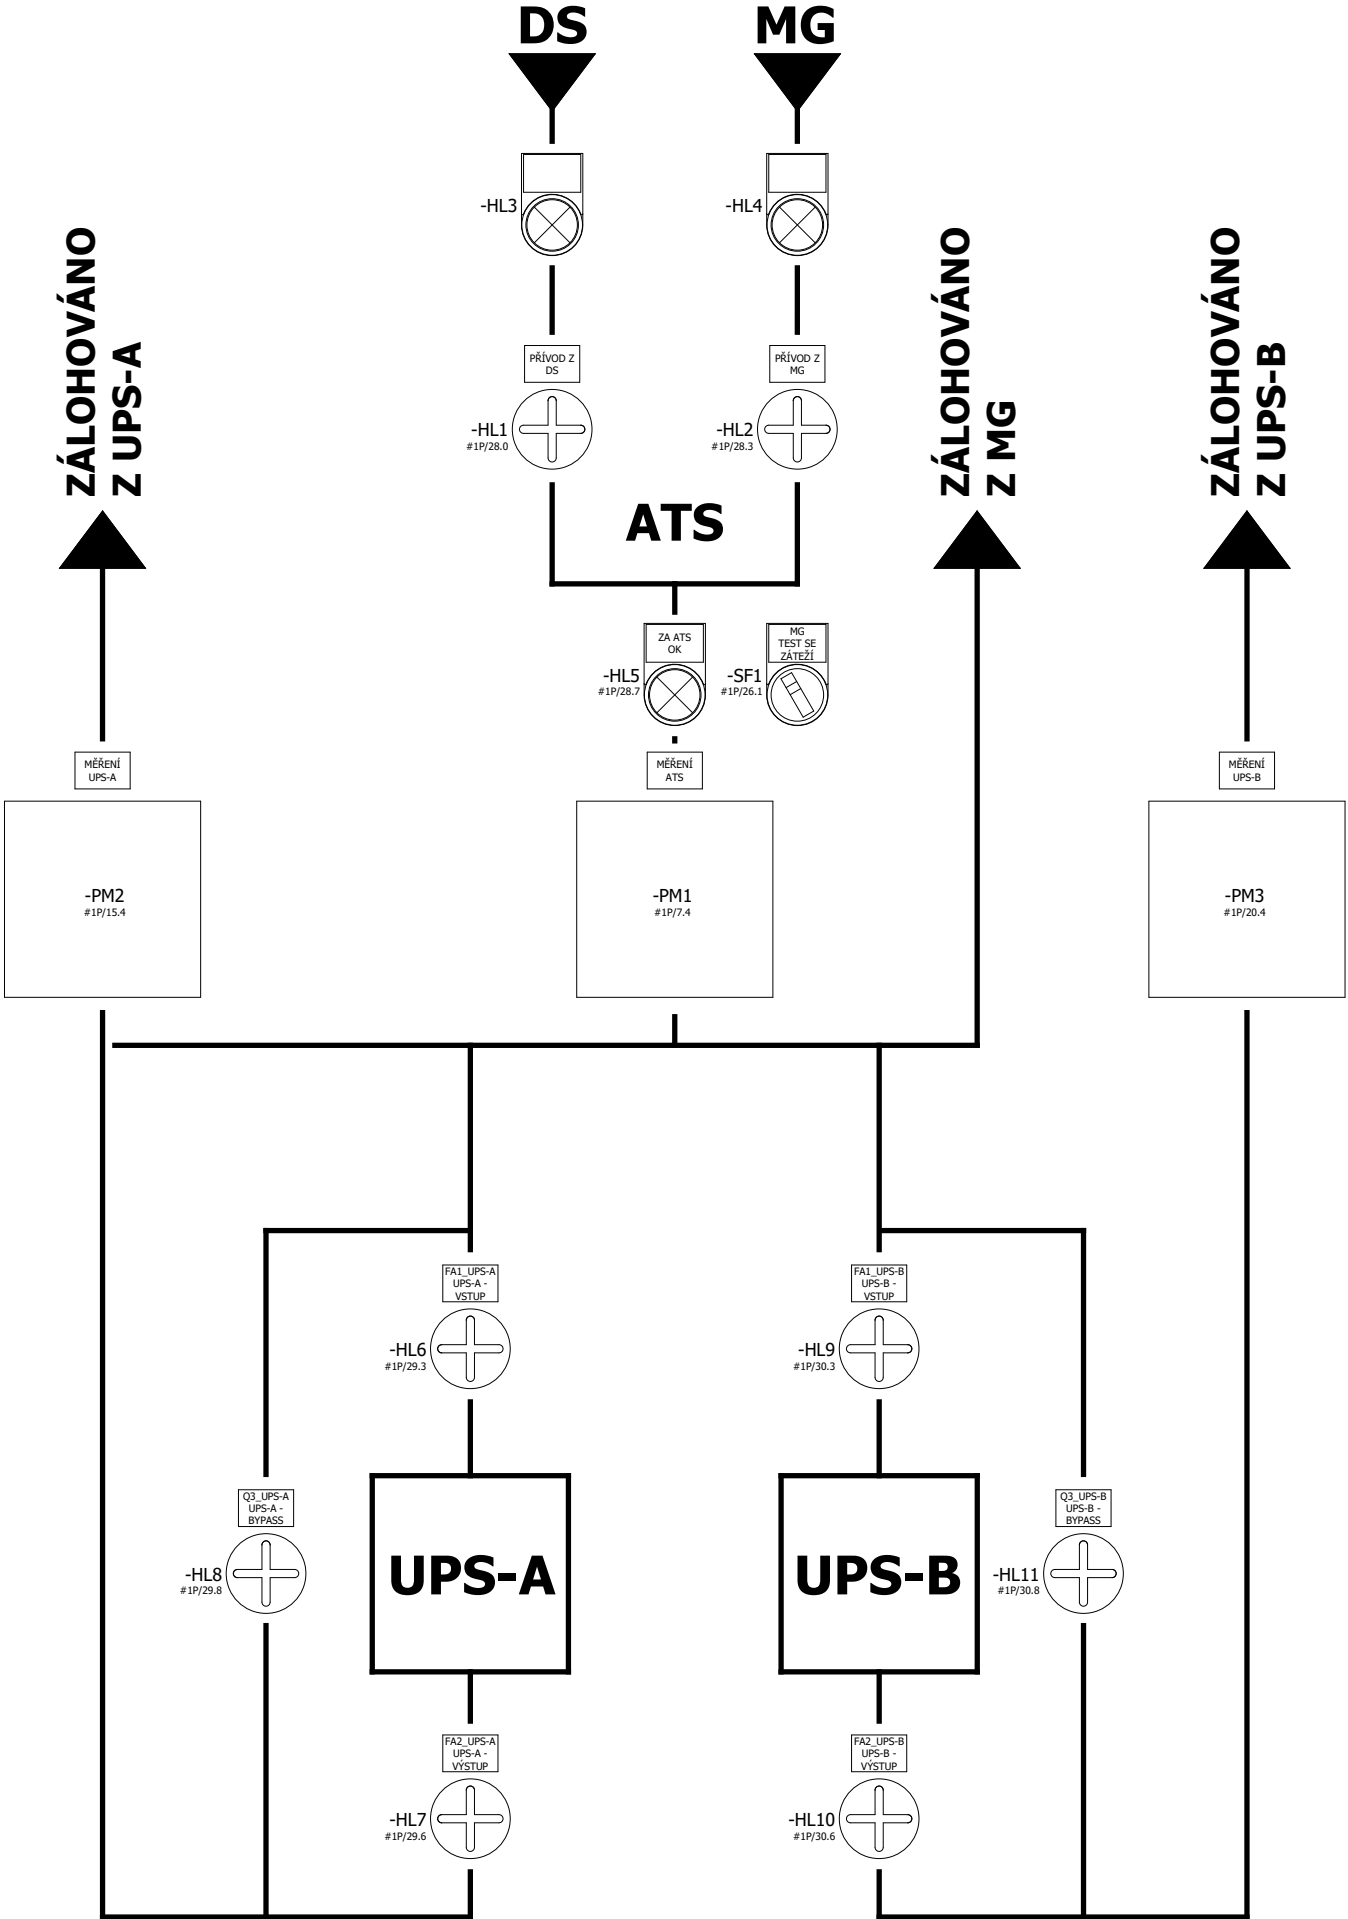 DS
MG
-HL3
-HL4
ZÁLOHOVÁNO
Z UPS-A
ZÁLOHOVÁNO
Z MG
ZÁLOHOVÁNO
Z UPS-B
PŘÍVOD Z
DS
PŘÍVOD Z
MG
-HL1
#1P/28.0
-HL2
#1P/28.3
ATS
ZA ATS
OK
MG
TEST SE
ZÁTEŽÍ
-HL5
#1P/28.7
-SF1
#1P/26.1
MĚŘENÍ
UPS-A
MĚŘENÍ
ATS
MĚŘENÍ
UPS-B
-PM2
#1P/15.4
-PM1
#1P/7.4
-PM3
#1P/20.4
FA1_UPS-A
UPS-A -
VSTUP
FA1_UPS-B
UPS-B -
VSTUP
-HL6
#1P/29.3
-HL9
#1P/30.3
Q3_UPS-A
UPS-A -
BYPASS
Q3_UPS-B
UPS-B -
BYPASS
-HL8
#1P/29.8
UPS-A
UPS-B
-HL11
#1P/30.8
FA2_UPS-A
UPS-A -
VÝSTUP
FA2_UPS-B
UPS-B -
VÝSTUP
-HL7
#1P/29.6
-HL10
#1P/30.6